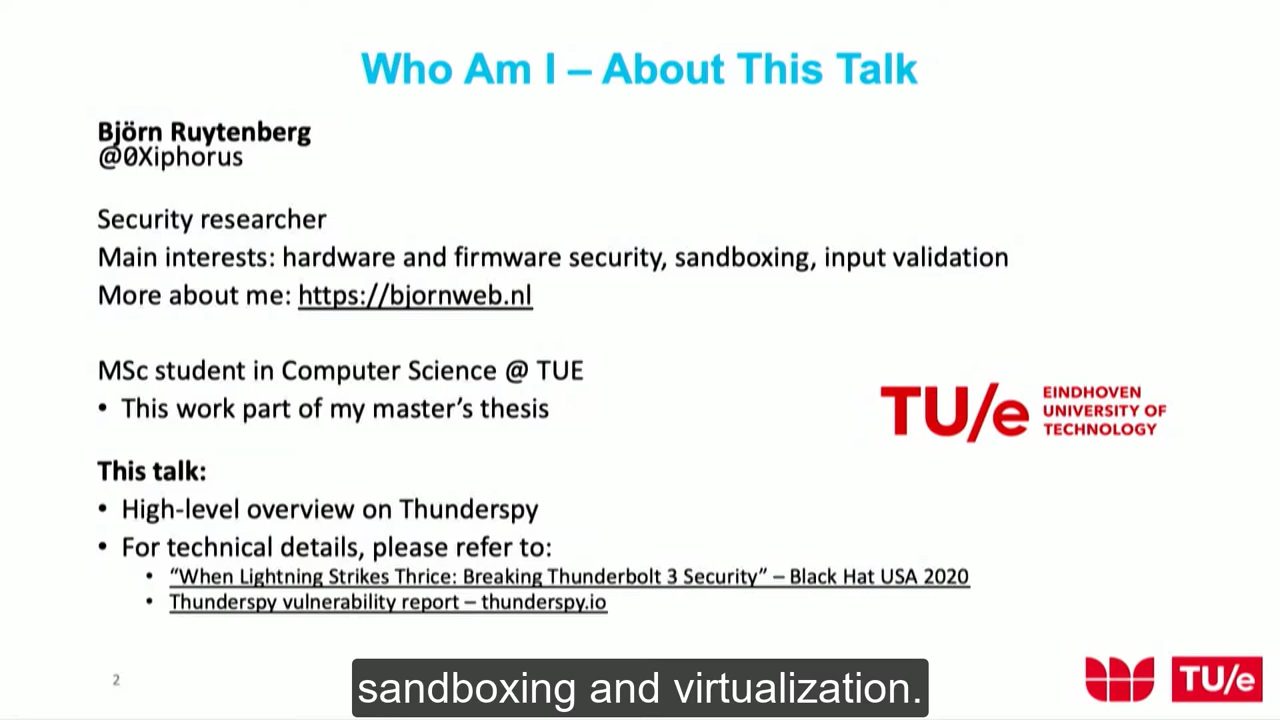 Who Am I – About This Talk
Björn Ruytenberg
@0Xiphorus
Security researcher
Main interests: hardware and firmware security, sandboxing, input validation
More about me: https://bjornweb.nl
MSc student in Computer Science @ TUE
• This work part of my master’s thesis
TU/e
EINDHOVEN
UNIVERSITY OF
TECHNOLOGY
This talk:
• High-level overview on Thunderspy
• For technical details, please refer to:
• “When Lightning Strikes Thrice: Breaking Thunderbolt 3 Security” – Black Hat USA 2020
• Thunderspy vulnerability report – thunderspy.io
2
sandboxing and virtualization.
TU/e